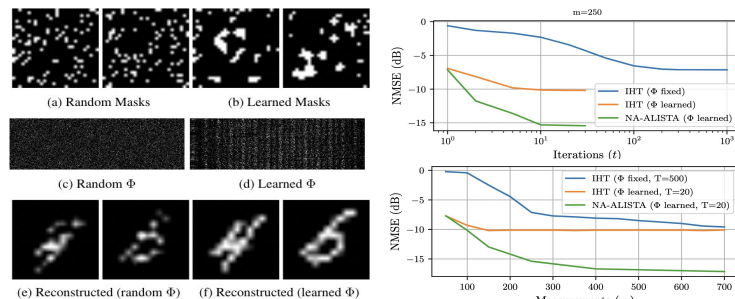 (a) Random Masks
(b) Learned Masks
(c) Random Φ
(d) Learned Φ
(e) Reconstructed (random Φ)
(f) Reconstructed (learned Φ)
m=250
NMSE (dB)
0
−5
−10
−15
IHT (Φ fixed)
IHT (Φ learned)
NA-ALISTA (Φ learned)
10⁰ 10¹ 10² 10³
Iterations (t)
NMSE (dB)
0
−5
−10
−15
IHT (Φ fixed, T=500)
IHT (Φ learned, T=20)
NA-ALISTA (Φ learned, T=20)
100 200 300 400 500 600 700